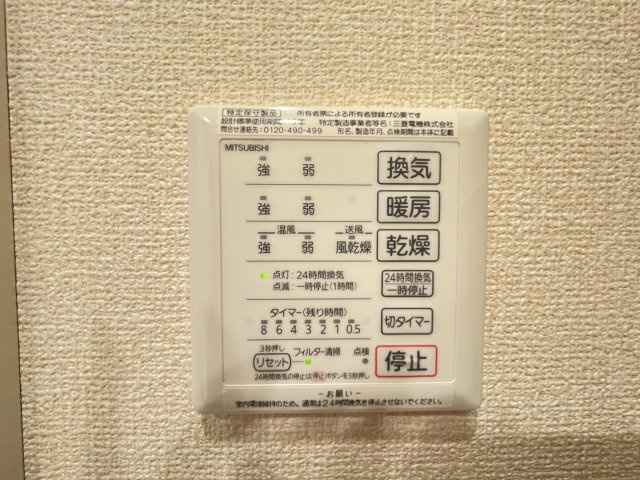 特定保守製品 所有者票による所有者登録が必要です
設計標準使用期間 10年 特定製造事業者等名：三菱電機株式会社
問合せ連絡先：0120-490-499 形名、製造年月、点検期間は本体に記載
MITSUBISHI
強 弱 換気
強 弱 暖房
温風 送風
強 弱 風乾燥 乾燥
点灯：24時間換気
点滅：一時停止(1時間)
24時間換気
一時停止
タイマー(残り時間)
8 6 4 3 2 1 0.5
切タイマー
3秒押し
リセット フィルター清掃 点検
停止
24時間換気の停止は停止ボタンを3秒押し
－お願い－
室内環境維持のため、通常は24時間換気を停止させないでください。